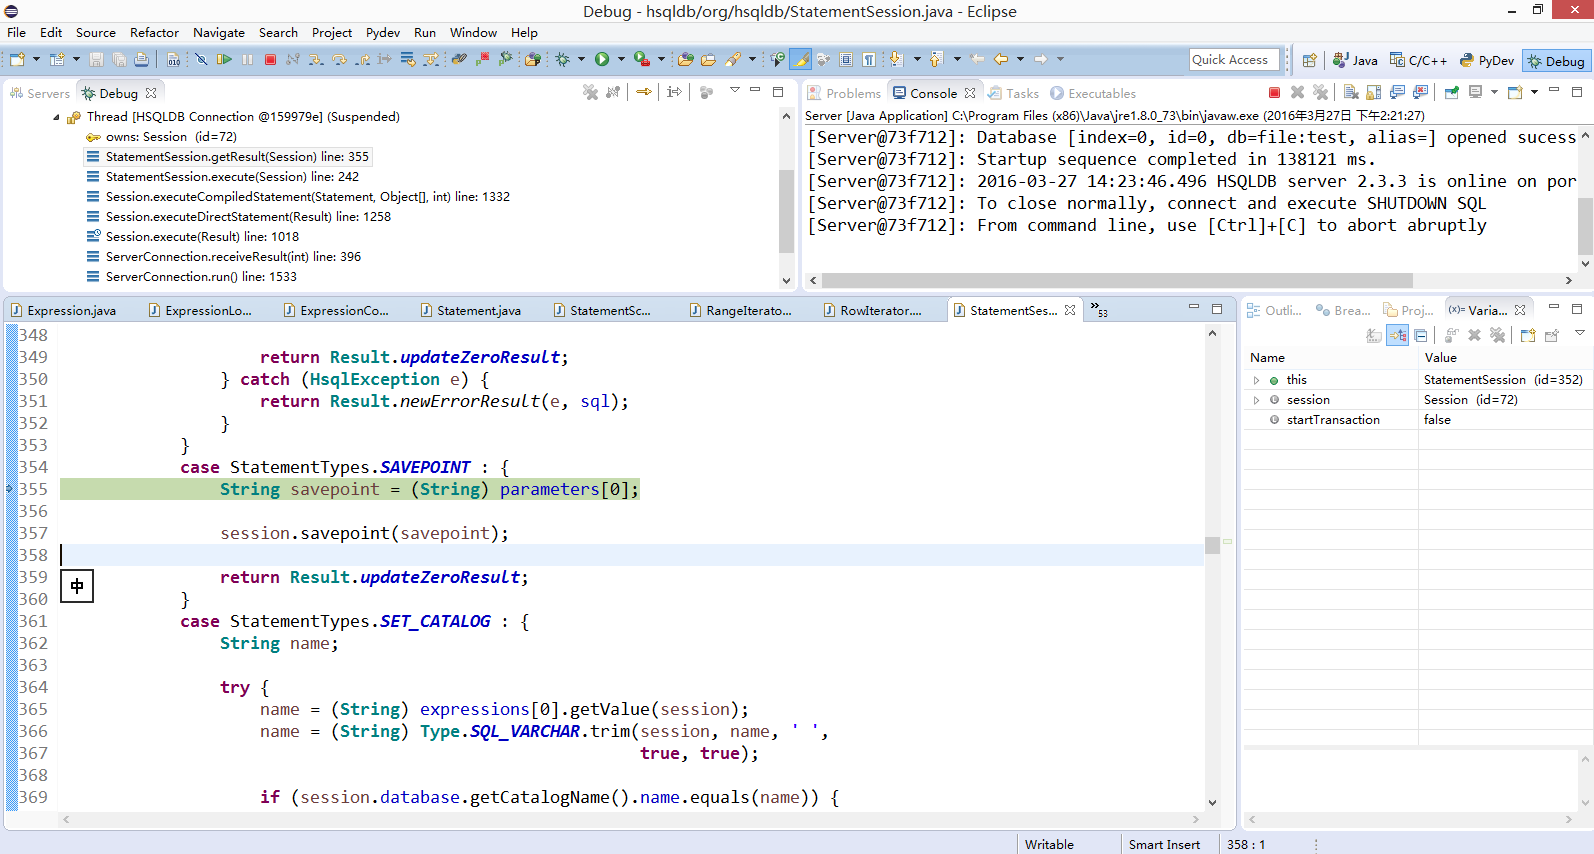 Debug - hsqldb/org/hsqldb/StatementSession.java - Eclipse
File Edit Source Refactor Navigate Search Project Pydev Run Window Help
Quick Access Java C/C++ PyDev Debug
Servers Debug
Thread [HSQLDB Connection @159979e] (Suspended)
owns: Session (id=72)
StatementSession.getResult(Session) line: 355
StatementSession.execute(Session) line: 242
Session.executeCompiledStatement(Statement, Object[], int) line: 1332
Session.executeDirectStatement(Result) line: 1258
Session.execute(Result) line: 1018
ServerConnection.receiveResult(int) line: 396
ServerConnection.run() line: 1533
Problems Console Tasks Executables
Server [Java Application] C:\Program Files (x86)\Java\jre1.8.0_73\bin\javaw.exe (2016年3月27日 下午2:21:27)
[Server@73f712]: Database [index=0, id=0, db=file:test, alias=] opened sucess
[Server@73f712]: Startup sequence completed in 138121 ms.
[Server@73f712]: 2016-03-27 14:23:46.496 HSQLDB server 2.3.3 is online on por
[Server@73f712]: To close normally, connect and execute SHUTDOWN SQL
[Server@73f712]: From command line, use [Ctrl]+[C] to abort abruptly
Expression.java ExpressionLo... ExpressionCo... Statement.java StatementSc... RangeIterato... RowIterator.... StatementSes... »53
348
349 return Result.updateZeroResult;
350 } catch (HsqlException e) {
351 return Result.newErrorResult(e, sql);
352 }
353 }
354 case StatementTypes.SAVEPOINT : {
355 String savepoint = (String) parameters[0];
356
357 session.savepoint(savepoint);
358
359 return Result.updateZeroResult;
中
360 }
361 case StatementTypes.SET_CATALOG : {
362 String name;
363
364 try {
365 name = (String) expressions[0].getValue(session);
366 name = (String) Type.SQL_VARCHAR.trim(session, name, ' ',
367 true, true);
368
369 if (session.database.getCatalogName().name.equals(name)) {
Outli... Brea... Proj... (x)= Varia...
Name Value
this StatementSession (id=352)
session Session (id=72)
startTransaction false
Writable Smart Insert 358 : 1